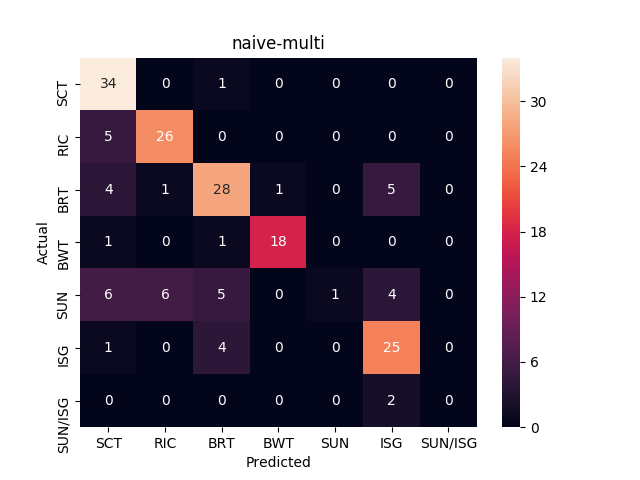 naive-multi
Actual
SCT 34 0 1 0 0 0 0
RIC 5 26 0 0 0 0 0
BRT 4 1 28 1 0 5 0
BWT 1 0 1 18 0 0 0
SUN 6 6 5 0 1 4 0
ISG 1 0 4 0 0 25 0
SUN/ISG 0 0 0 0 0 2 0
SCT RIC BRT BWT SUN ISG SUN/ISG
Predicted
30
24
18
12
6
0